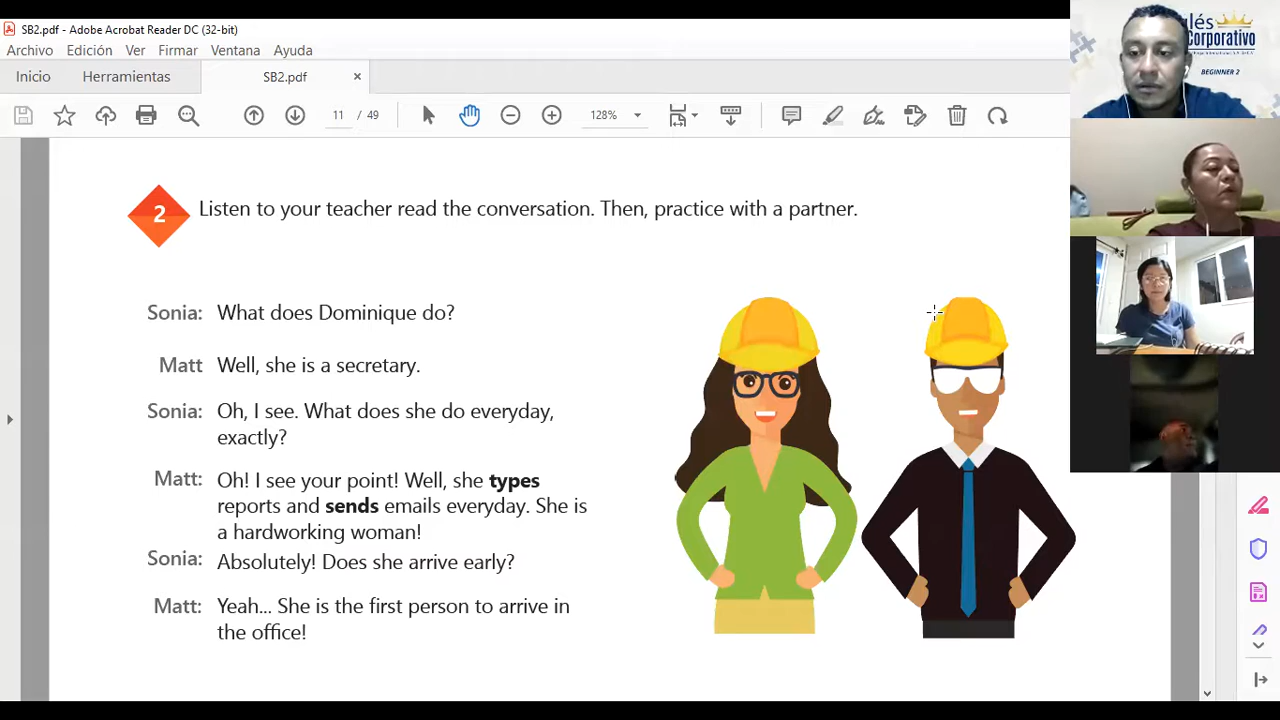 SB2.pdf - Adobe Acrobat Reader DC (32-bit)
Archivo Edición Ver Firmar Ventana Ayuda
Inicio Herramientas SB2.pdf ×
11 / 49 128%
2 Listen to your teacher read the conversation. Then, practice with a partner.
Sonia: What does Dominique do?
Matt Well, she is a secretary.
Sonia: Oh, I see. What does she do everyday,
exactly?
Matt: Oh! I see your point! Well, she types
reports and sends emails everyday. She is
a hardworking woman!
Sonia: Absolutely! Does she arrive early?
Matt: Yeah... She is the first person to arrive in
the office!
lés
Corporativo
BEGINNER 2